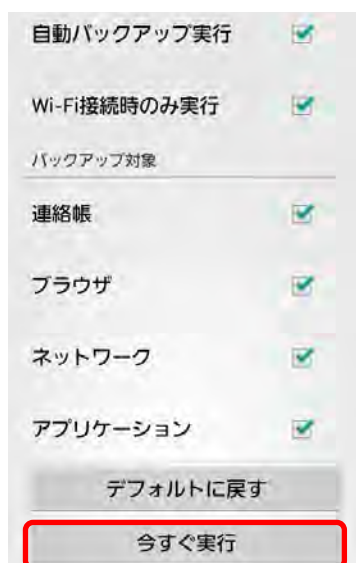 自動バックアップ実行
Wi-Fi接続時のみ実行
バックアップ対象
連絡帳
ブラウザ
ネットワーク
アプリケーション
デフォルトに戻す
今すぐ実行